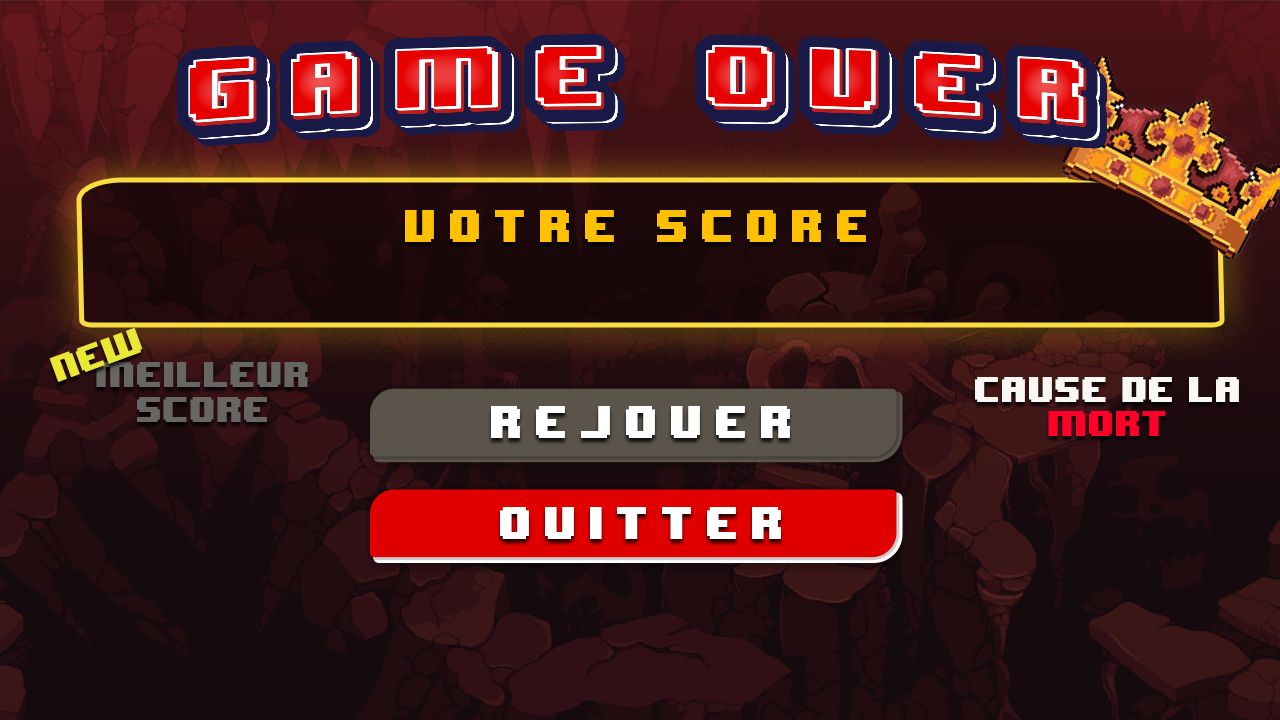 GAME OVER
VOTRE SCORE
NEW
MEILLEUR
SCORE
CAUSE DE LA
MORT
REJOUER
QUITTER